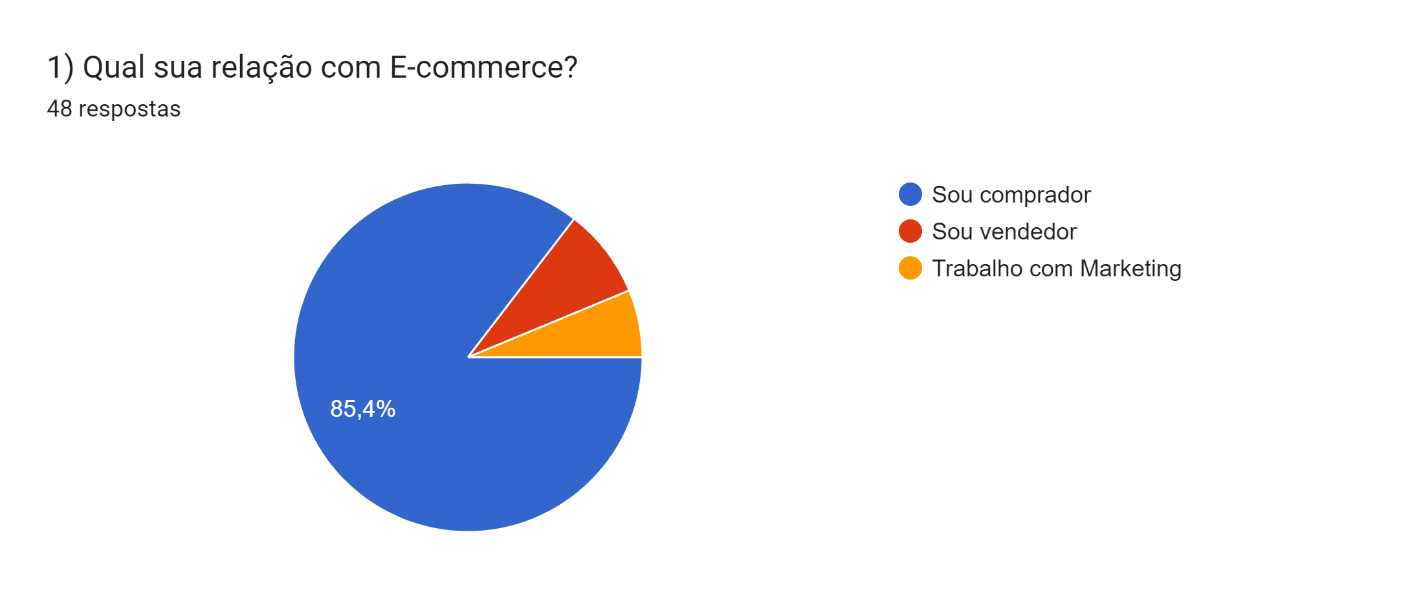 1) Qual sua relação com E-commerce?
48 respostas
Sou comprador
Sou vendedor
Trabalho com Marketing
85,4%